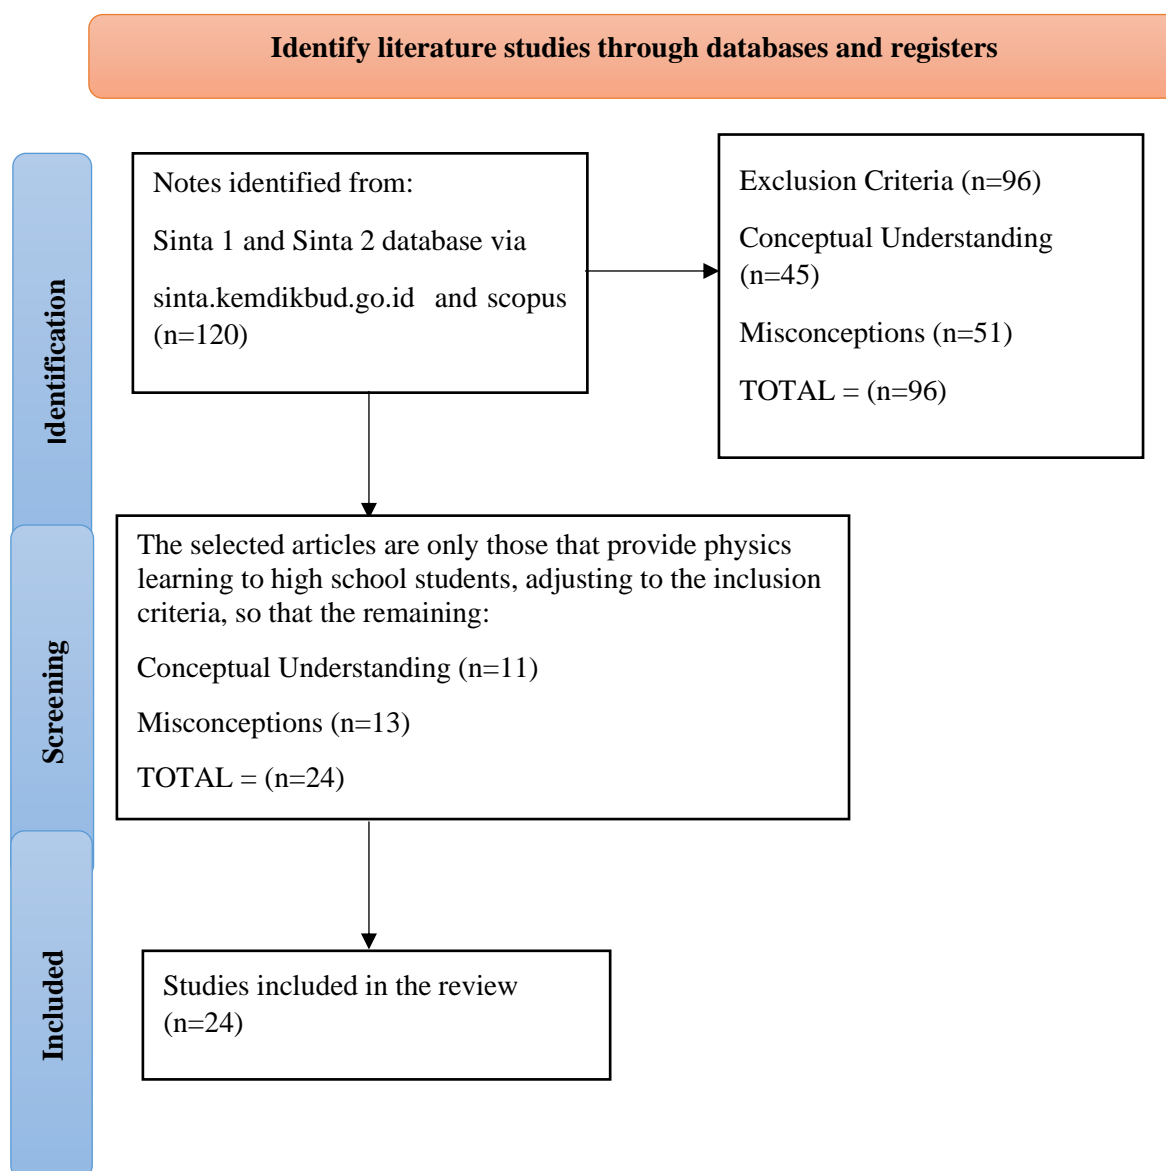 Identify literature studies through databases and registers
Identification
Notes identified from:
Sinta 1 and Sinta 2 database via
sinta.kemdikbud.go.id and scopus
(n=120)
Exclusion Criteria (n=96)
Conceptual Understanding
(n=45)
Misconceptions (n=51)
TOTAL = (n=96)
Screening
The selected articles are only those that provide physics
learning to high school students, adjusting to the inclusion
criteria, so that the remaining:
Conceptual Understanding (n=11)
Misconceptions (n=13)
TOTAL = (n=24)
Included
Studies included in the review
(n=24)